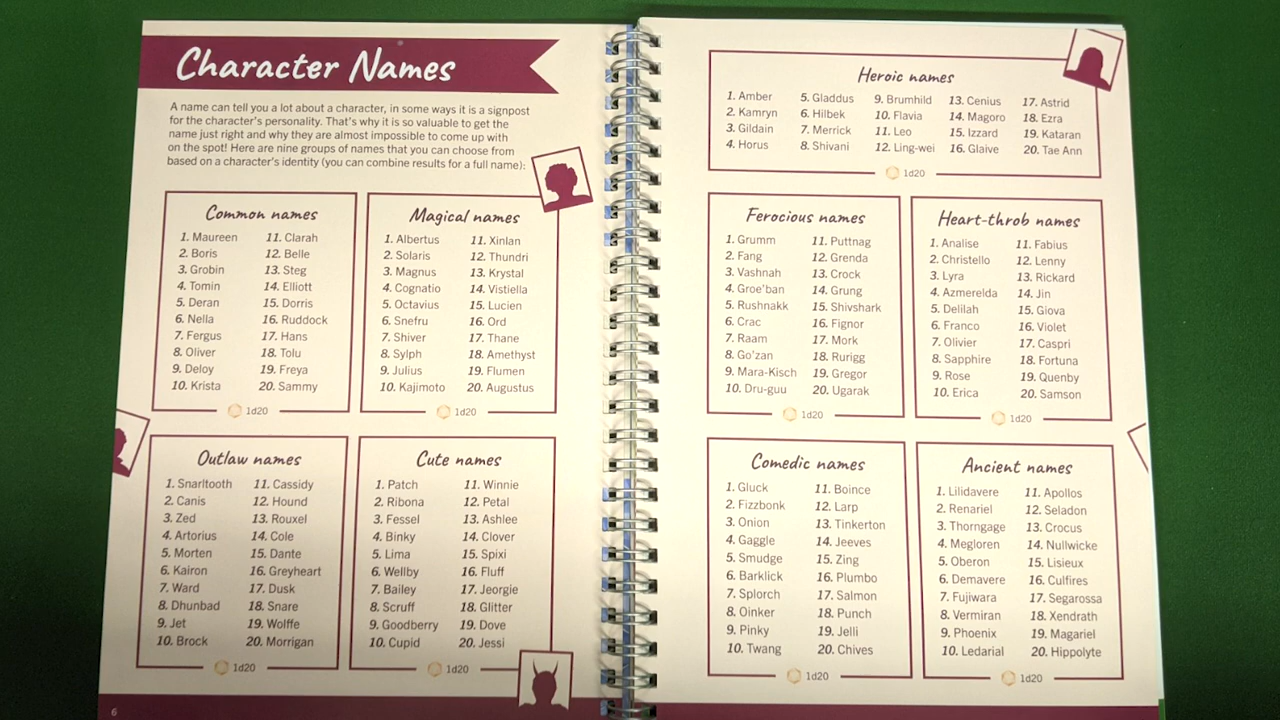 Character Names
A name can tell you a lot about a character, in some ways it is a signpost
for the character's personality. That's why it is so valuable to get the
name just right and why they are almost impossible to come up with
on the spot! Here are nine groups of names that you can choose from
based on a character's identity (you can combine results for a full name):
Common names
1. Maureen
2. Boris
3. Grobin
4. Tomin
5. Deran
6. Nella
7. Fergus
8. Oliver
9. Deloy
10. Krista
11. Clarah
12. Belle
13. Steg
14. Elliott
15. Dorris
16. Ruddock
17. Hans
18. Tolu
19. Freya
20. Sammy
1d20
Magical names
1. Albertus
2. Solaris
3. Magnus
4. Cognatio
5. Octavius
6. Snefru
7. Shiver
8. Sylph
9. Julius
10. Kajimoto
11. Xinlan
12. Thundri
13. Krystal
14. Vistiella
15. Lucien
16. Ord
17. Thane
18. Amethyst
19. Flumen
20. Augustus
1d20
Outlaw names
1. Snarltooth
2. Canis
3. Zed
4. Artorius
5. Morten
6. Kairon
7. Ward
8. Dhunbad
9. Jet
10. Brock
11. Cassidy
12. Hound
13. Rouxel
14. Cole
15. Dante
16. Greyheart
17. Dusk
18. Snare
19. Wolffe
20. Morrigan
1d20
Cute names
1. Patch
2. Ribona
3. Fessel
4. Binky
5. Lima
6. Wellby
7. Bailey
8. Scruff
9. Goodberry
10. Cupid
11. Winnie
12. Petal
13. Ashlee
14. Clover
15. Spixi
16. Fluff
17. Jeorgie
18. Glitter
19. Dove
20. Jessi
1d20
6
Heroic names
1. Amber
2. Kamryn
3. Gildain
4. Horus
5. Gladdus
6. Hilbek
7. Merrick
8. Shivani
9. Brumhild
10. Flavia
11. Leo
12. Ling-wei
13. Cenius
14. Magoro
15. Izzard
16. Glaive
17. Astrid
18. Ezra
19. Kataran
20. Tae Ann
1d20
Ferocious names
1. Grumm
2. Fang
3. Vashnah
4. Groe'ban
5. Rushnakk
6. Crac
7. Raam
8. Go'zan
9. Mara-Kisch
10. Dru-guu
11. Puttnag
12. Grenda
13. Crock
14. Grung
15. Shivshark
16. Fignor
17. Mork
18. Rurigg
19. Gregor
20. Ugarak
1d20
Heart-throb names
1. Analise
2. Christello
3. Lyra
4. Azmerelda
5. Delilah
6. Franco
7. Olivier
8. Sapphire
9. Rose
10. Erica
11. Fabius
12. Lenny
13. Rickard
14. Jin
15. Giova
16. Violet
17. Caspri
18. Fortuna
19. Quenby
20. Samson
1d20
Comedic names
1. Gluck
2. Fizzbonk
3. Onion
4. Gaggle
5. Smudge
6. Barklick
7. Splorch
8. Oinker
9. Pinky
10. Twang
11. Boince
12. Larp
13. Tinkerton
14. Jeeves
15. Zing
16. Plumbo
17. Salmon
18. Punch
19. Jelli
20. Chives
1d20
Ancient names
1. Lilidavere
2. Renariel
3. Thorngage
4. Megloren
5. Oberon
6. Demavere
7. Fujiwara
8. Vermiran
9. Phoenix
10. Ledarial
11. Apollos
12. Seladon
13. Crocus
14. Nullwicke
15. Lisieux
16. Culfires
17. Segarossa
18. Xendrath
19. Magariel
20. Hippolyte
1d20